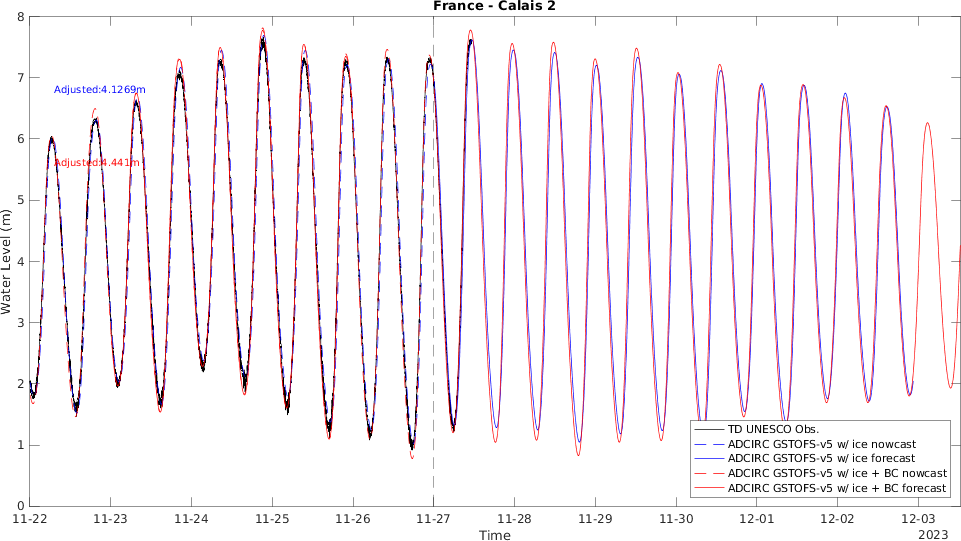 France - Calais 2
8
7
6
5
4
3
2
1
0
Water Level (m)
Adjusted:4.1269m
Adjusted:4.441m
TD UNESCO Obs.
ADCIRC GSTOFS-v5 w/ ice nowcast
ADCIRC GSTOFS-v5 w/ ice forecast
ADCIRC GSTOFS-v5 w/ ice + BC nowcast
ADCIRC GSTOFS-v5 w/ ice + BC forecast
11-22 11-23 11-24 11-25 11-26 11-27 11-28 11-29 11-30 12-01 12-02 12-03
Time
2023